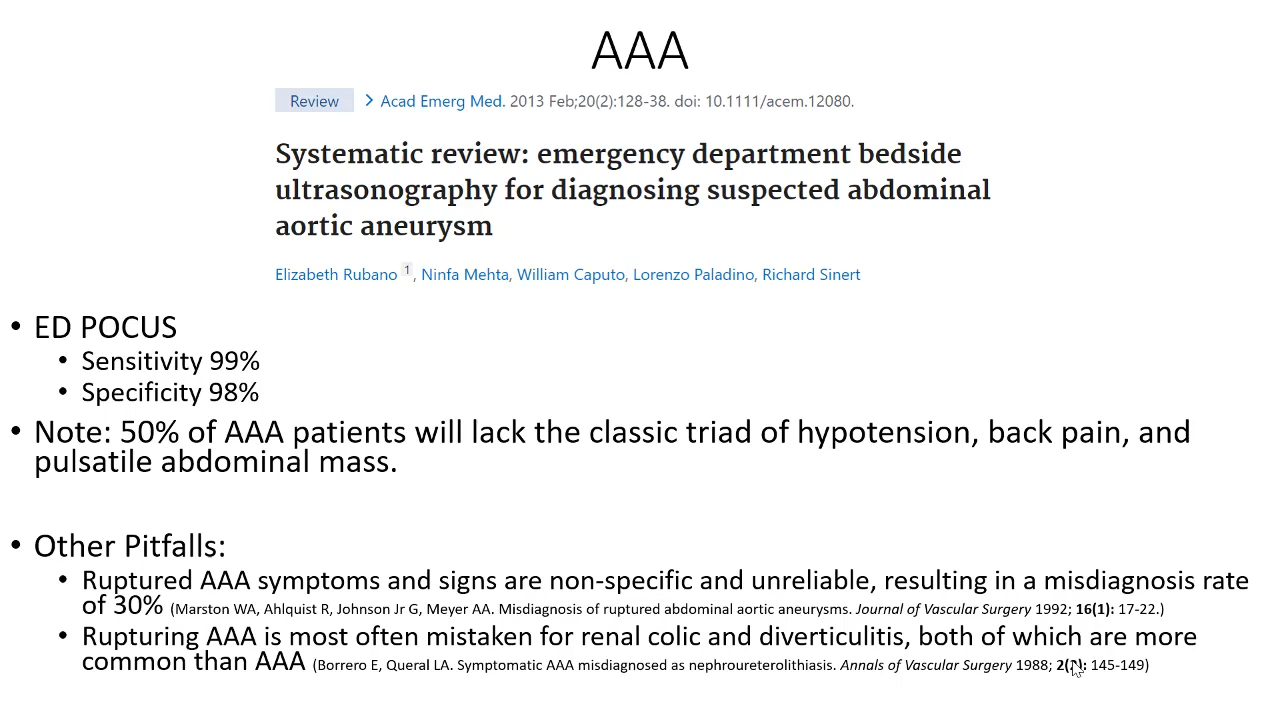 AAA
Review > Acad Emerg Med. 2013 Feb;20(2):128-38. doi: 10.1111/acem.12080.
Systematic review: emergency department bedside
ultrasonography for diagnosing suspected abdominal
aortic aneurysm
Elizabeth Rubano 1, Ninfa Mehta, William Caputo, Lorenzo Paladino, Richard Sinert
• ED POCUS
• Sensitivity 99%
• Specificity 98%
• Note: 50% of AAA patients will lack the classic triad of hypotension, back pain, and
pulsatile abdominal mass.
• Other Pitfalls:
• Ruptured AAA symptoms and signs are non-specific and unreliable, resulting in a misdiagnosis rate
of 30% (Marston WA, Ahlquist R, Johnson Jr G, Meyer AA. Misdiagnosis of ruptured abdominal aortic aneurysms. Journal of Vascular Surgery 1992; 16(1): 17-22.)
• Rupturing AAA is most often mistaken for renal colic and diverticulitis, both of which are more
common than AAA (Borrero E, Queral LA. Symptomatic AAA misdiagnosed as nephroureterolithiasis. Annals of Vascular Surgery 1988; 145-149)